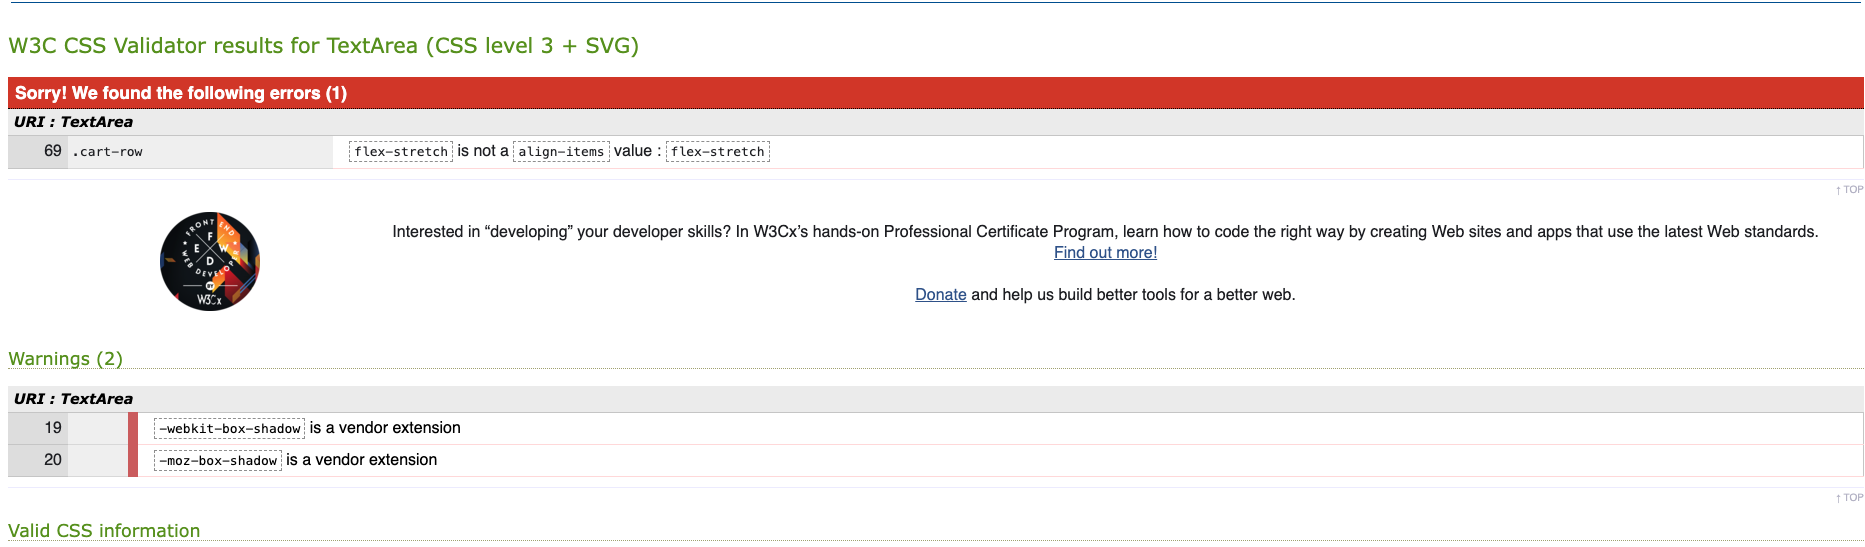 W3C CSS Validator results for TextArea (CSS level 3 + SVG)
Sorry! We found the following errors (1)
URI : TextArea
69 .cart-row flex-stretch is not a align-items value : flex-stretch
↑ TOP
FRONT END
F
E W
D
WEB DEVELOPER
BY
W3Cx
Interested in “developing” your developer skills? In W3Cx’s hands-on Professional Certificate Program, learn how to code the right way by creating Web sites and apps that use the latest Web standards.
Find out more!
Donate and help us build better tools for a better web.
Warnings (2)
URI : TextArea
19 -webkit-box-shadow is a vendor extension
20 -moz-box-shadow is a vendor extension
↑ TOP
Valid CSS information